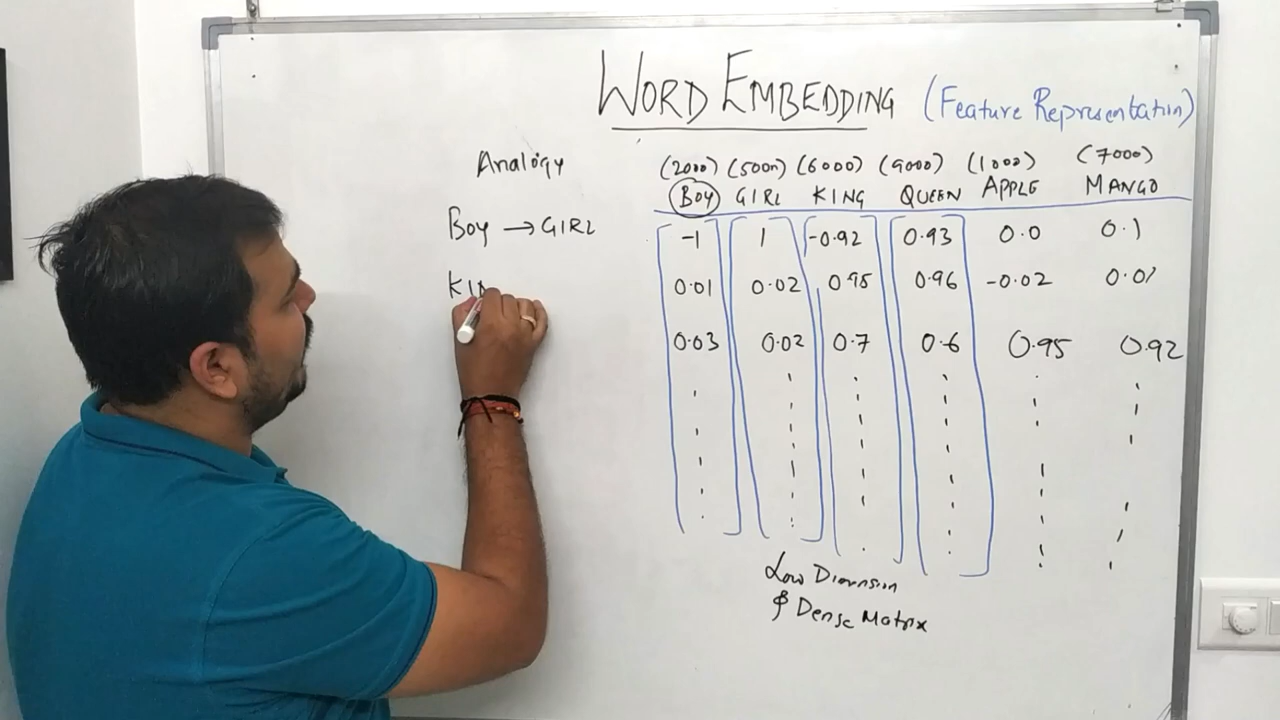 WORD EMBEDDING (Feature Representation)
Analogy
(2000) (5000) (6000) (9000) (1000) (7000)
BOY GIRL KING QUEEN APPLE MANGO
Boy → GIRL
-1 1 -0.92 0.93 0.0 0.1
KIN
0.01 0.02 0.95 0.96 -0.02 0.01
0.03 0.02 0.7 0.6 0.95 0.92
Low Dimension
& Dense Matrix